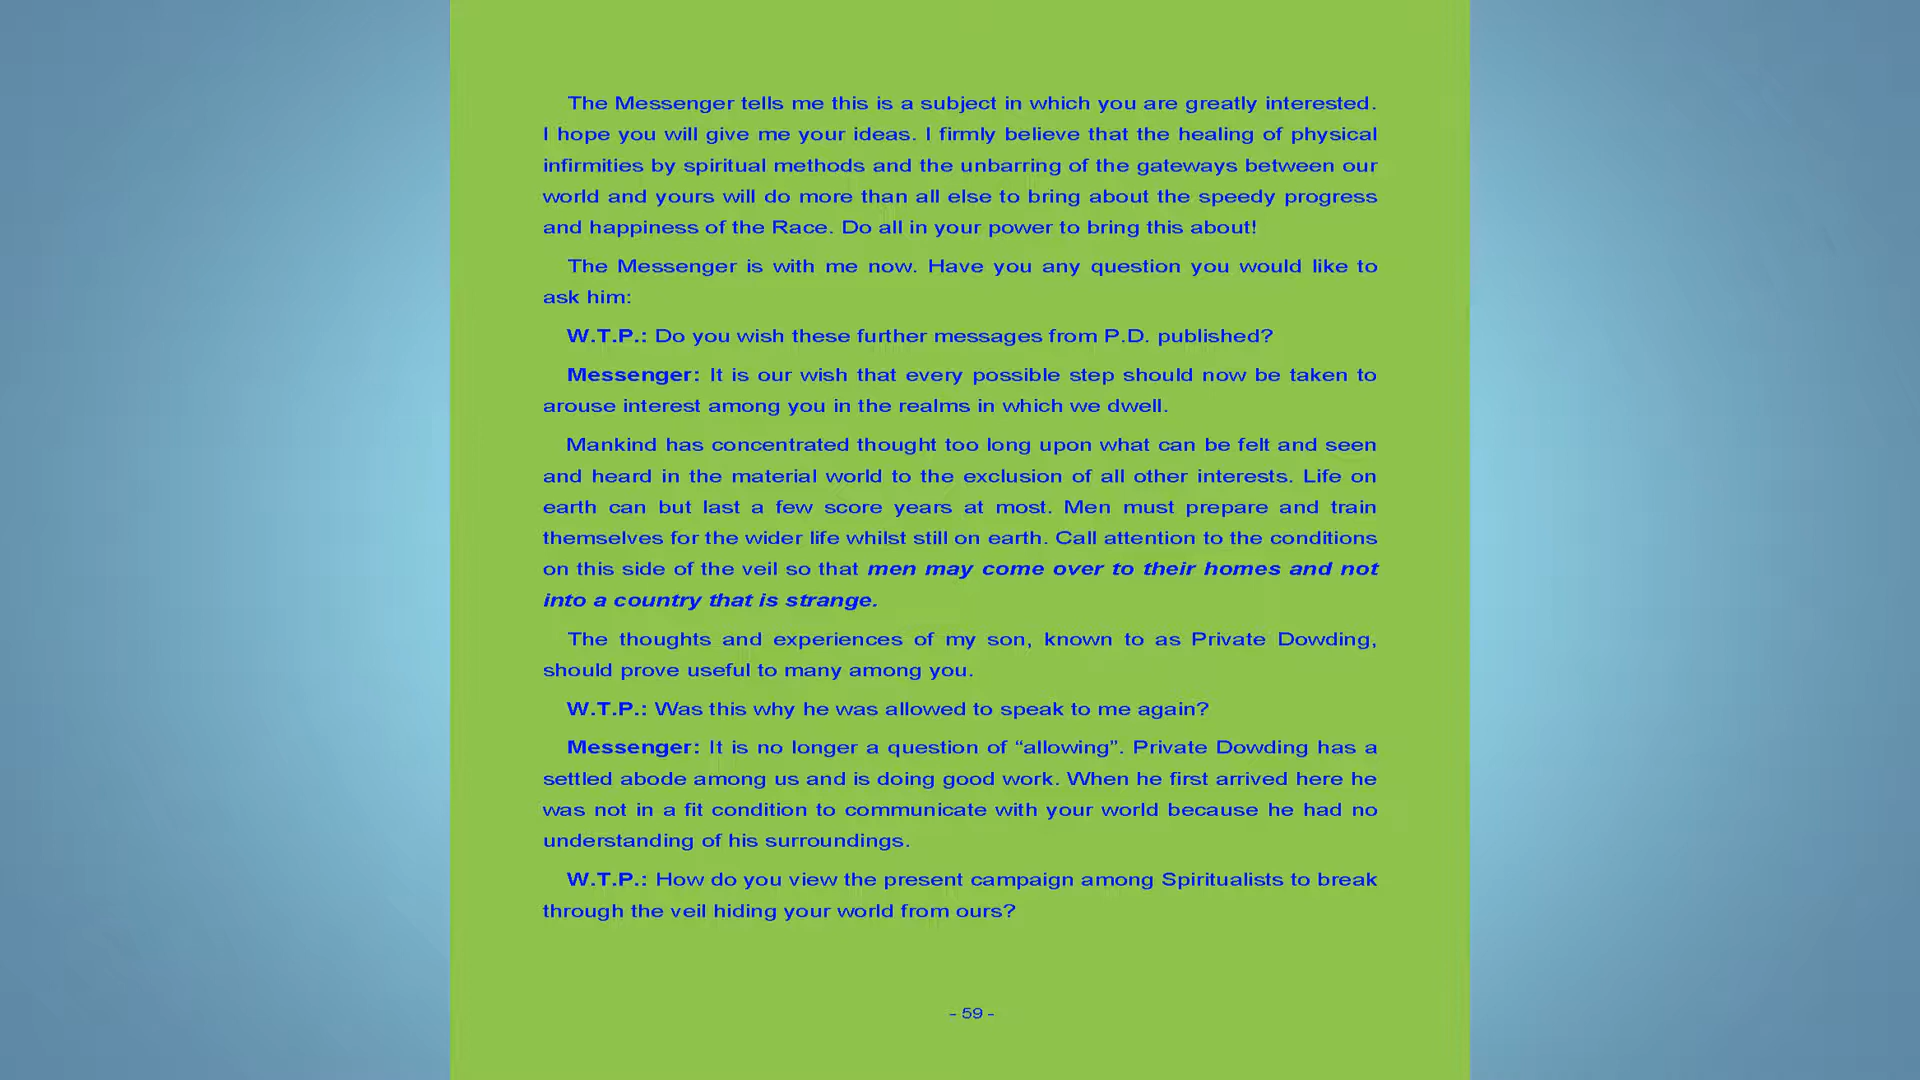 The Messenger tells me this is a subject in which you are greatly interested.
I hope you will give me your ideas. I firmly believe that the healing of physical
infirmities by spiritual methods and the unbarring of the gateways between our
world and yours will do more than all else to bring about the speedy progress
and happiness of the Race. Do all in your power to bring this about!
The Messenger is with me now. Have you any question you would like to
ask him:
W.T.P.: Do you wish these further messages from P.D. published?
Messenger: It is our wish that every possible step should now be taken to
arouse interest among you in the realms in which we dwell.
Mankind has concentrated thought too long upon what can be felt and seen
and heard in the material world to the exclusion of all other interests. Life on
earth can but last a few score years at most. Men must prepare and train
themselves for the wider life whilst still on earth. Call attention to the conditions
on this side of the veil so that men may come over to their homes and not
into a country that is strange.
The thoughts and experiences of my son, known to as Private Dowding,
should prove useful to many among you.
W.T.P.: Was this why he was allowed to speak to me again?
Messenger: It is no longer a question of “allowing”. Private Dowding has a
settled abode among us and is doing good work. When he first arrived here he
was not in a fit condition to communicate with your world because he had no
understanding of his surroundings.
W.T.P.: How do you view the present campaign among Spiritualists to break
through the veil hiding your world from ours?
- 59 -